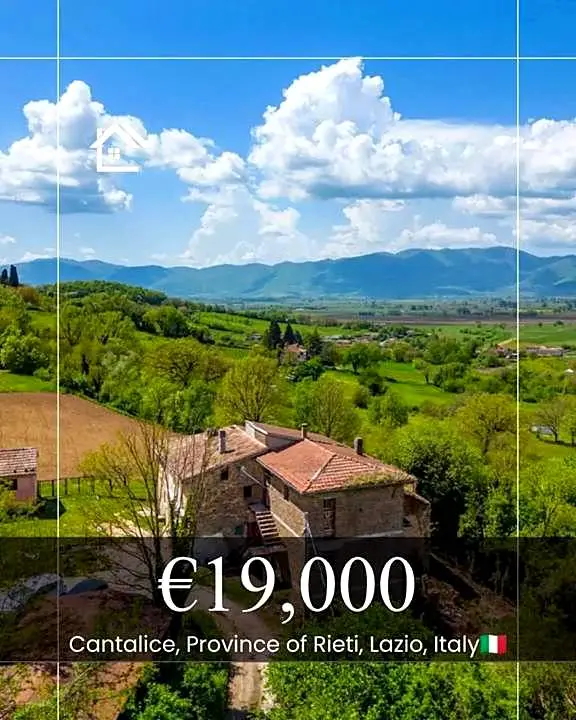 €19,000
Cantalice, Province of Rieti, Lazio, Italy🇮🇹